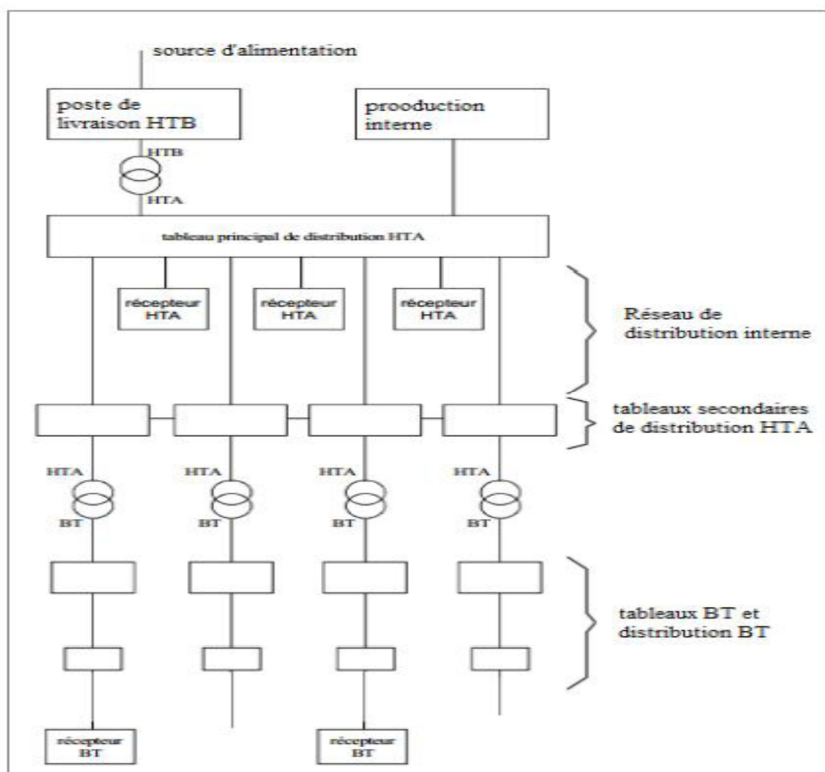 source d'alimentation
poste de
livraison HTB
prooduction
interne
HTB
HTA
tableau principal de distribution HTA
récepteur
HTA
récepteur
HTA
récepteur
HTA
Réseau de
distribution interne
tableaux secondaires
de distribution HTA
HTA
BT
HTA
BT
HTA
BT
HTA
BT
tableaux BT et
distribution BT
récepteur
BT
récepteur
BT